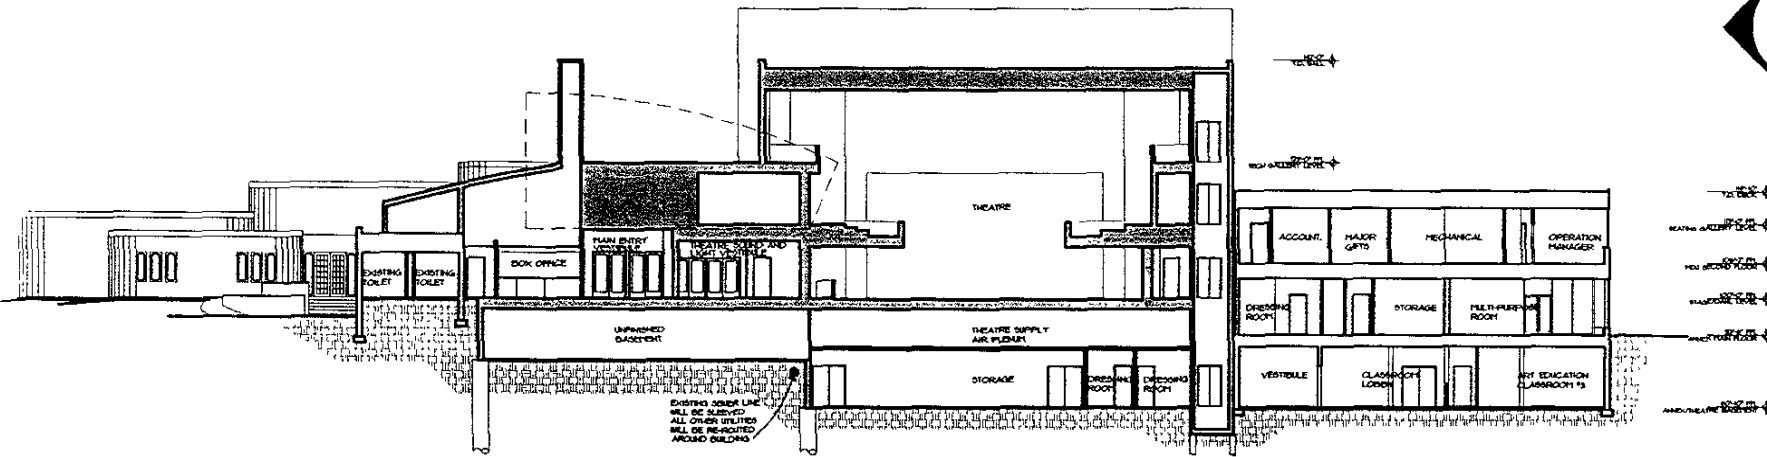 THEATRE
MAIN ENTRY
VESTIBULE
THEATRE SOUND AND
LIGHT VESTIBULE
BOX OFFICE
EXISTING
TOILET
EXISTING
TOILET
ACCOUNT.
MAJOR
GIFTS
MECHANICAL
OPERATION
MANAGER
DRESSING
ROOM
STORAGE
MULTI-PURPOSE
ROOM
UNFINISHED
BASEMENT
THEATRE SUPPLY
AIR PLENUM
STORAGE
DRESSING
ROOM
DRESSING
ROOM
VESTIBULE
CLASSROOM
ART EDUCATION
CLASSROOM #3
EXISTING SEWER LINE
WILL BE SLEEVED
ALL OTHER UTILITIES
WILL BE RE-ROUTED
AROUND BUILDING